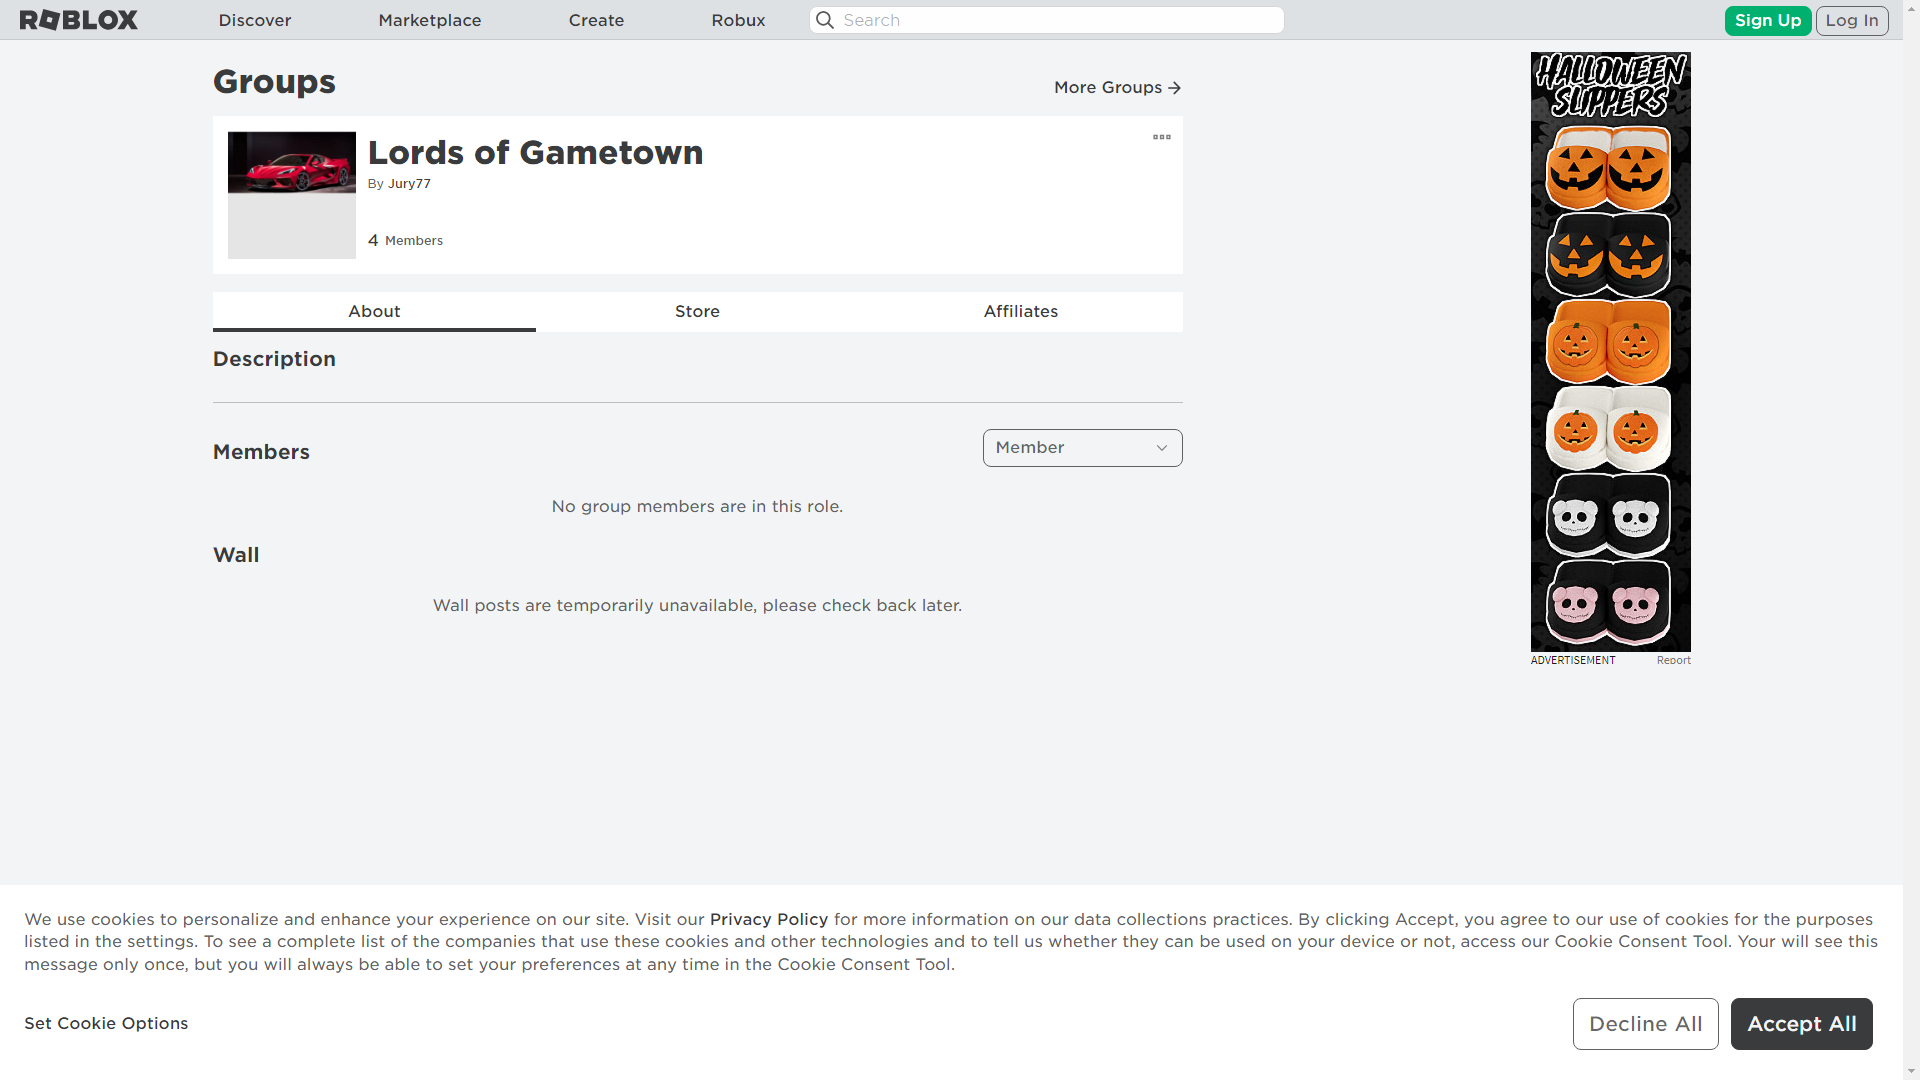 ROBLOX
Discover
Marketplace
Create
Robux
Search
Sign Up
Log In
Groups
More Groups
Lords of Gametown
By Jury77
4 Members
About
Store
Affiliates
Description
Members
Member
No group members are in this role.
Wall
Wall posts are temporarily unavailable, please check back later.
HALLOWEEN
SLIPPERS
ADVERTISEMENT
Report
We use cookies to personalize and enhance your experience on our site. Visit our Privacy Policy for more information on our data collections practices. By clicking Accept, you agree to our use of cookies for the purposes
listed in the settings. To see a complete list of the companies that use these cookies and other technologies and to tell us whether they can be used on your device or not, access our Cookie Consent Tool. Your will see this
message only once, but you will always be able to set your preferences at any time in the Cookie Consent Tool.
Set Cookie Options
Decline All
Accept All